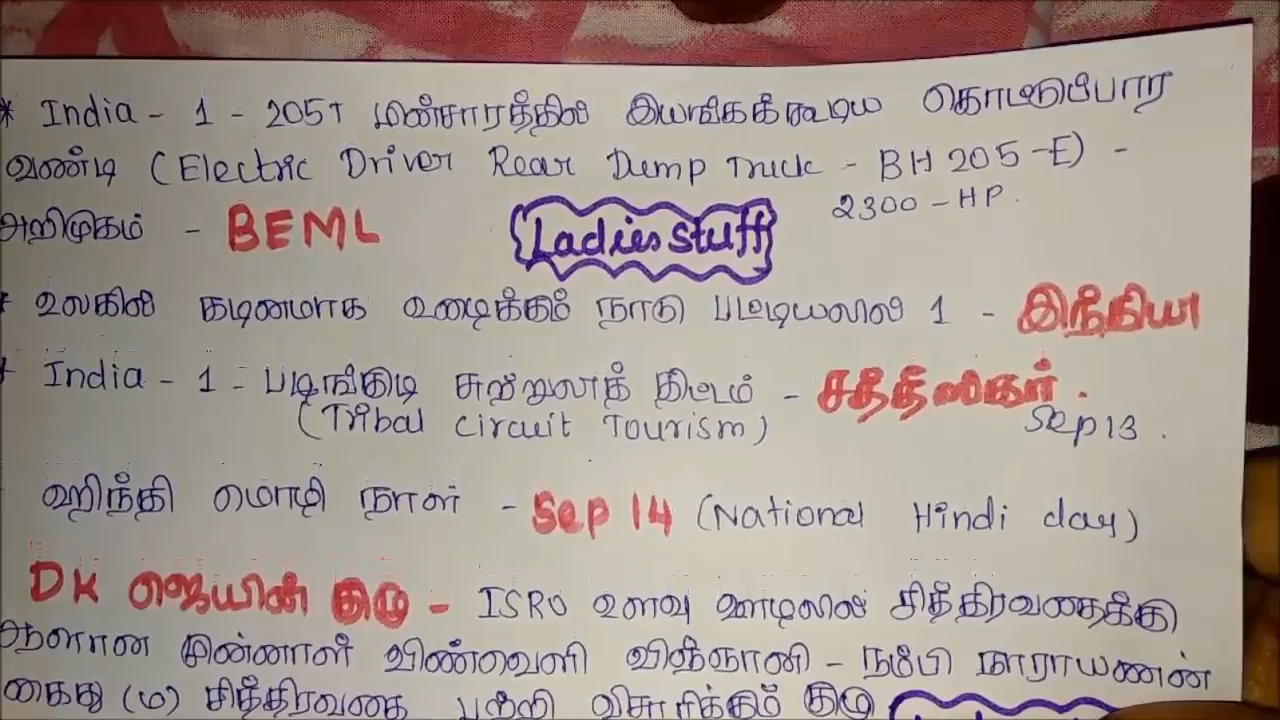 * India - 1 - 205T மின்சாரத்தில் இயங்கக்கூடிய
வண்டி (Electric Driver Rear Dump Truck - BH 205-E) -
2300 - HP.
அறிமுகம் - BEML
Ladies stuff
* உலகில் கடினமாக உழைக்கும் நாடு பட்டியலில் 1 - இந்தியா
* India - 1 - பழங்குடி சுற்றுலாத் திட்டம் - சத்தீஸ்கர்.
(Tribal Circuit Tourism) Sep 13.
ஹிந்தி மொழி நாள் - Sep 14 (National Hindi day)
DK ஜெயின் குழு - ISRO உளவு ஊழலில் சித்திரவதைக்கு
ஆளான முன்னாள் விண்வெளி விஞ்ஞானி - நம்பி நாராயணன்
கைது (ம) சித்திரவதை பற்றி விசாரிக்கும் குழு